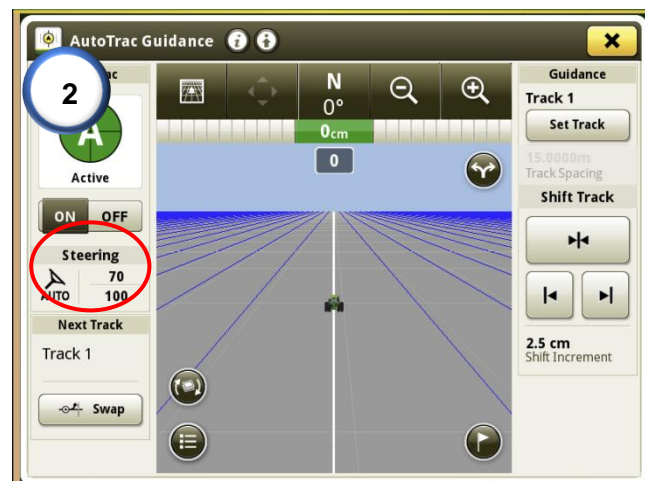 AutoTrac Guidance
2
ac
A
Active
ON OFF
Steering
AUTO
70
100
Next Track
Track 1
Swap
N
0°
0cm
0
Guidance
Track 1
Set Track
15.0000m
Track Spacing
Shift Track
2.5 cm
Shift Increment